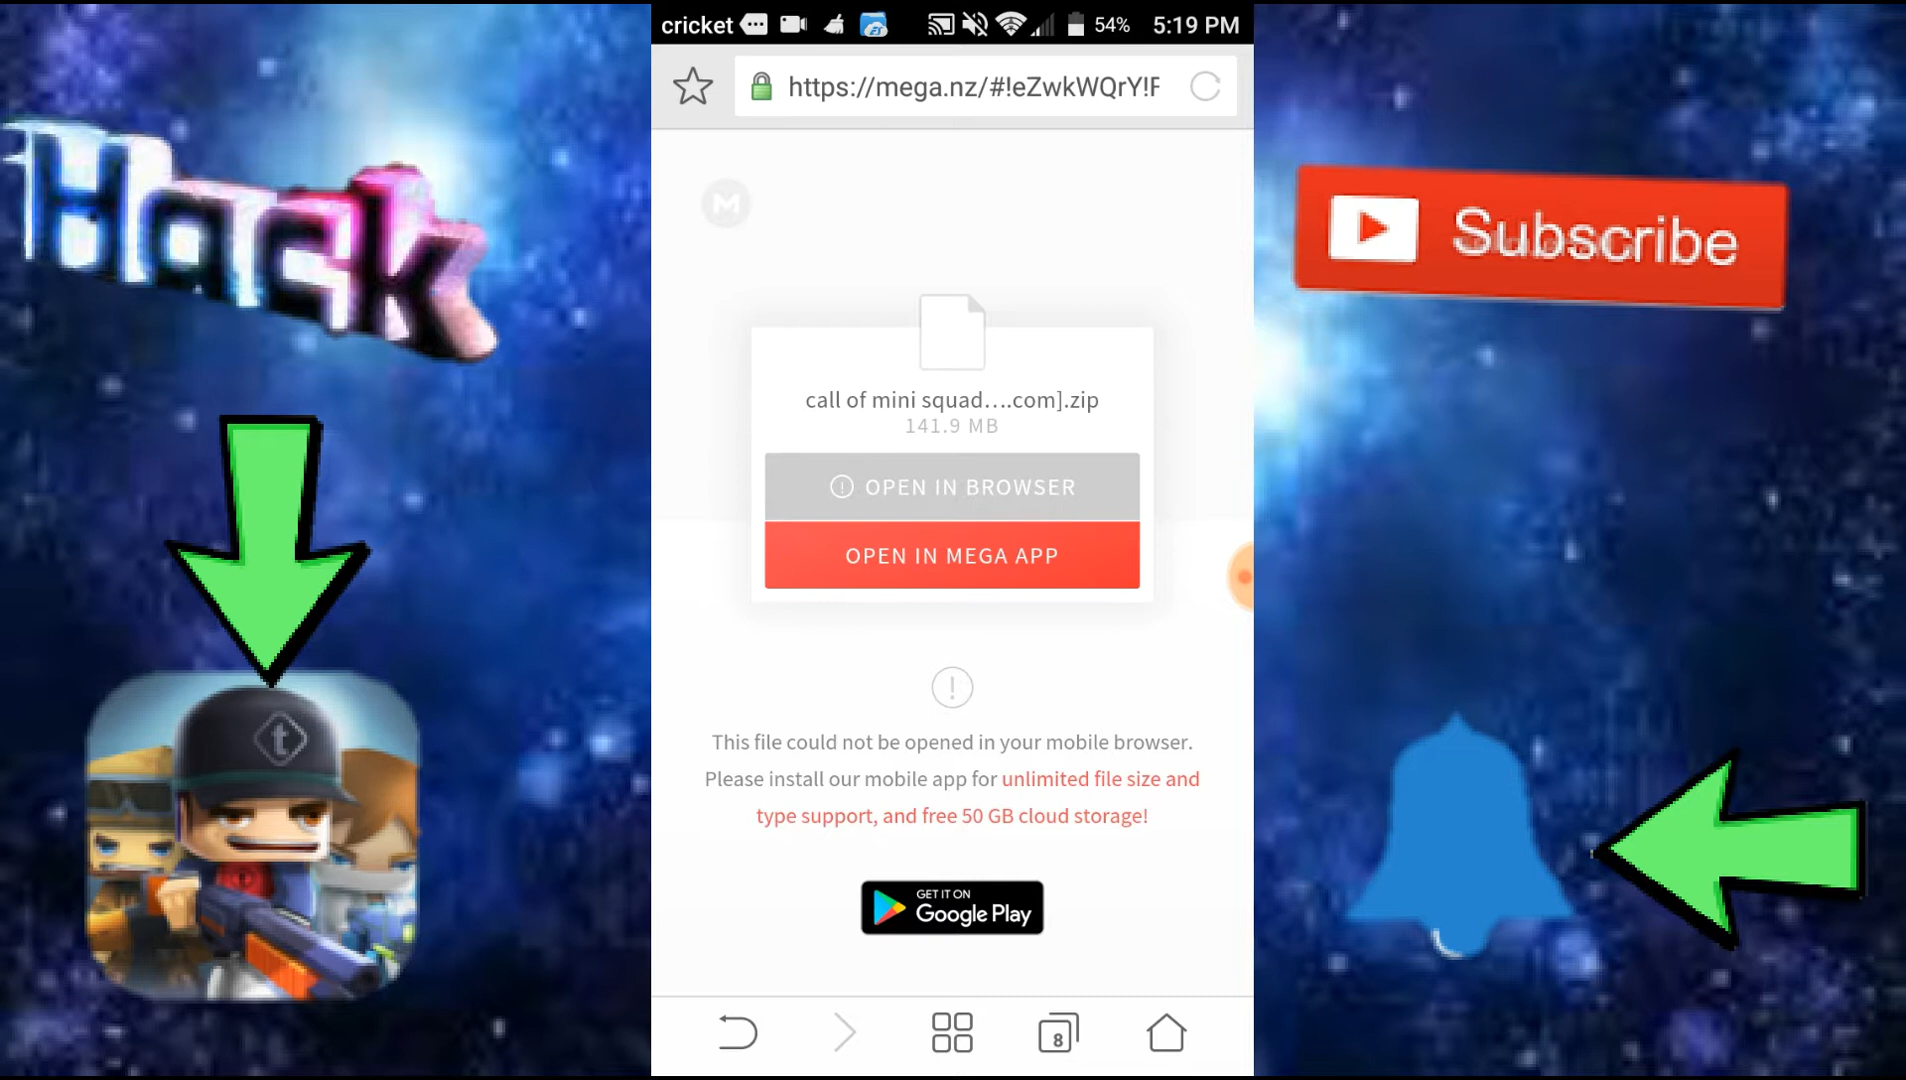 cricket 54% 5:19 PM
https://mega.nz/#!eZwkWQrY!F
Hack
Subscribe
M
call of mini squad....com].zip
141.9 MB
OPEN IN BROWSER
OPEN IN MEGA APP
This file could not be opened in your mobile browser.
Please install our mobile app for unlimited file size and
type support, and free 50 GB cloud storage!
t
GET IT ON
Google Play
8